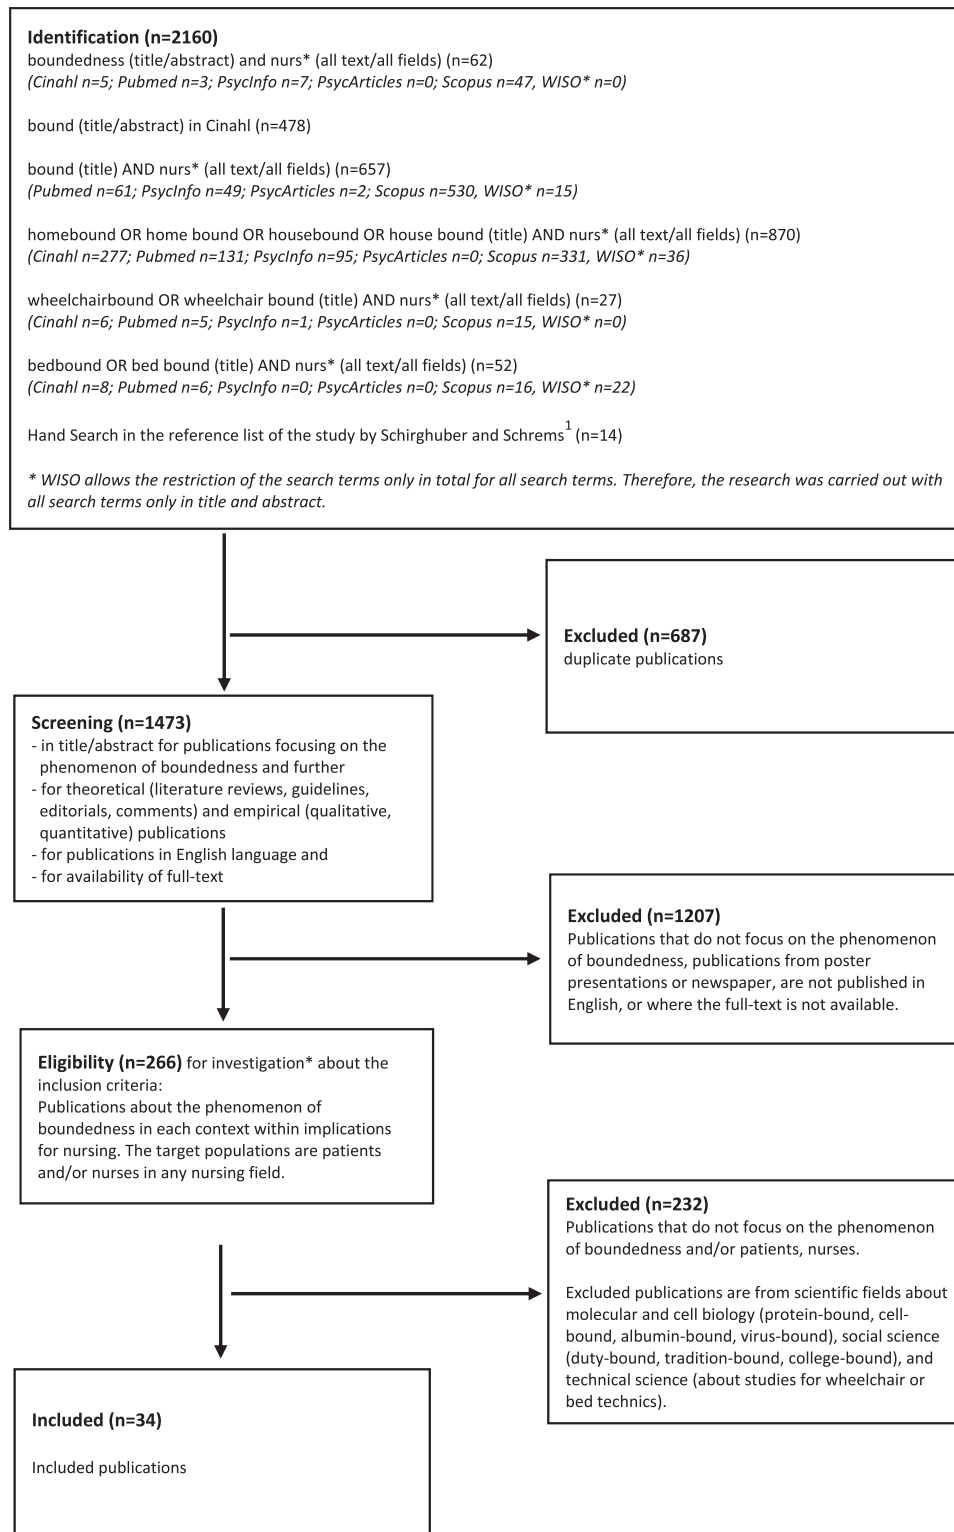 Identification (n=2160)
boundedness (title/abstract) and nurs* (all text/all fields) (n=62)
(Cinahl n=5; Pubmed n=3; PsycInfo n=7; PsycArticles n=0; Scopus n=47, WISO* n=0)
bound (title/abstract) in Cinahl (n=478)
bound (title) AND nurs* (all text/all fields) (n=657)
(Pubmed n=61; PsycInfo n=49; PsycArticles n=2; Scopus n=530, WISO* n=15)
homebound OR home bound OR housebound OR house bound (title) AND nurs* (all text/all fields) (n=870)
(Cinahl n=277; Pubmed n=131; PsycInfo n=95; PsycArticles n=0; Scopus n=331, WISO* n=36)
wheelchairbound OR wheelchair bound (title) AND nurs* (all text/all fields) (n=27)
(Cinahl n=6; Pubmed n=5; PsycInfo n=1; PsycArticles n=0; Scopus n=15, WISO* n=0)
bedbound OR bed bound (title) AND nurs* (all text/all fields) (n=52)
(Cinahl n=8; Pubmed n=6; PsycInfo n=0; PsycArticles n=0; Scopus n=16, WISO* n=22)
Hand Search in the reference list of the study by Schirghuber and Schrems1 (n=14)
* WISO allows the restriction of the search terms only in total for all search terms. Therefore, the research was carried out with
all search terms only in title and abstract.
Excluded (n=687)
duplicate publications
Screening (n=1473)
- in title/abstract for publications focusing on the
phenomenon of boundedness and further
- for theoretical (literature reviews, guidelines,
editorials, comments) and empirical (qualitative,
quantitative) publications
- for publications in English language and
- for availability of full-text
Excluded (n=1207)
Publications that do not focus on the phenomenon
of boundedness, publications from poster
presentations or newspaper, are not published in
English, or where the full-text is not available.
Eligibility (n=266) for investigation* about the
inclusion criteria:
Publications about the phenomenon of
boundedness in each context within implications
for nursing. The target populations are patients
and/or nurses in any nursing field.
Excluded (n=232)
Publications that do not focus on the phenomenon
of boundedness and/or patients, nurses.
Excluded publications are from scientific fields about
molecular and cell biology (protein-bound, cell-
bound, albumin-bound, virus-bound), social science
(duty-bound, tradition-bound, college-bound), and
technical science (about studies for wheelchair or
bed technics).
Included (n=34)
Included publications